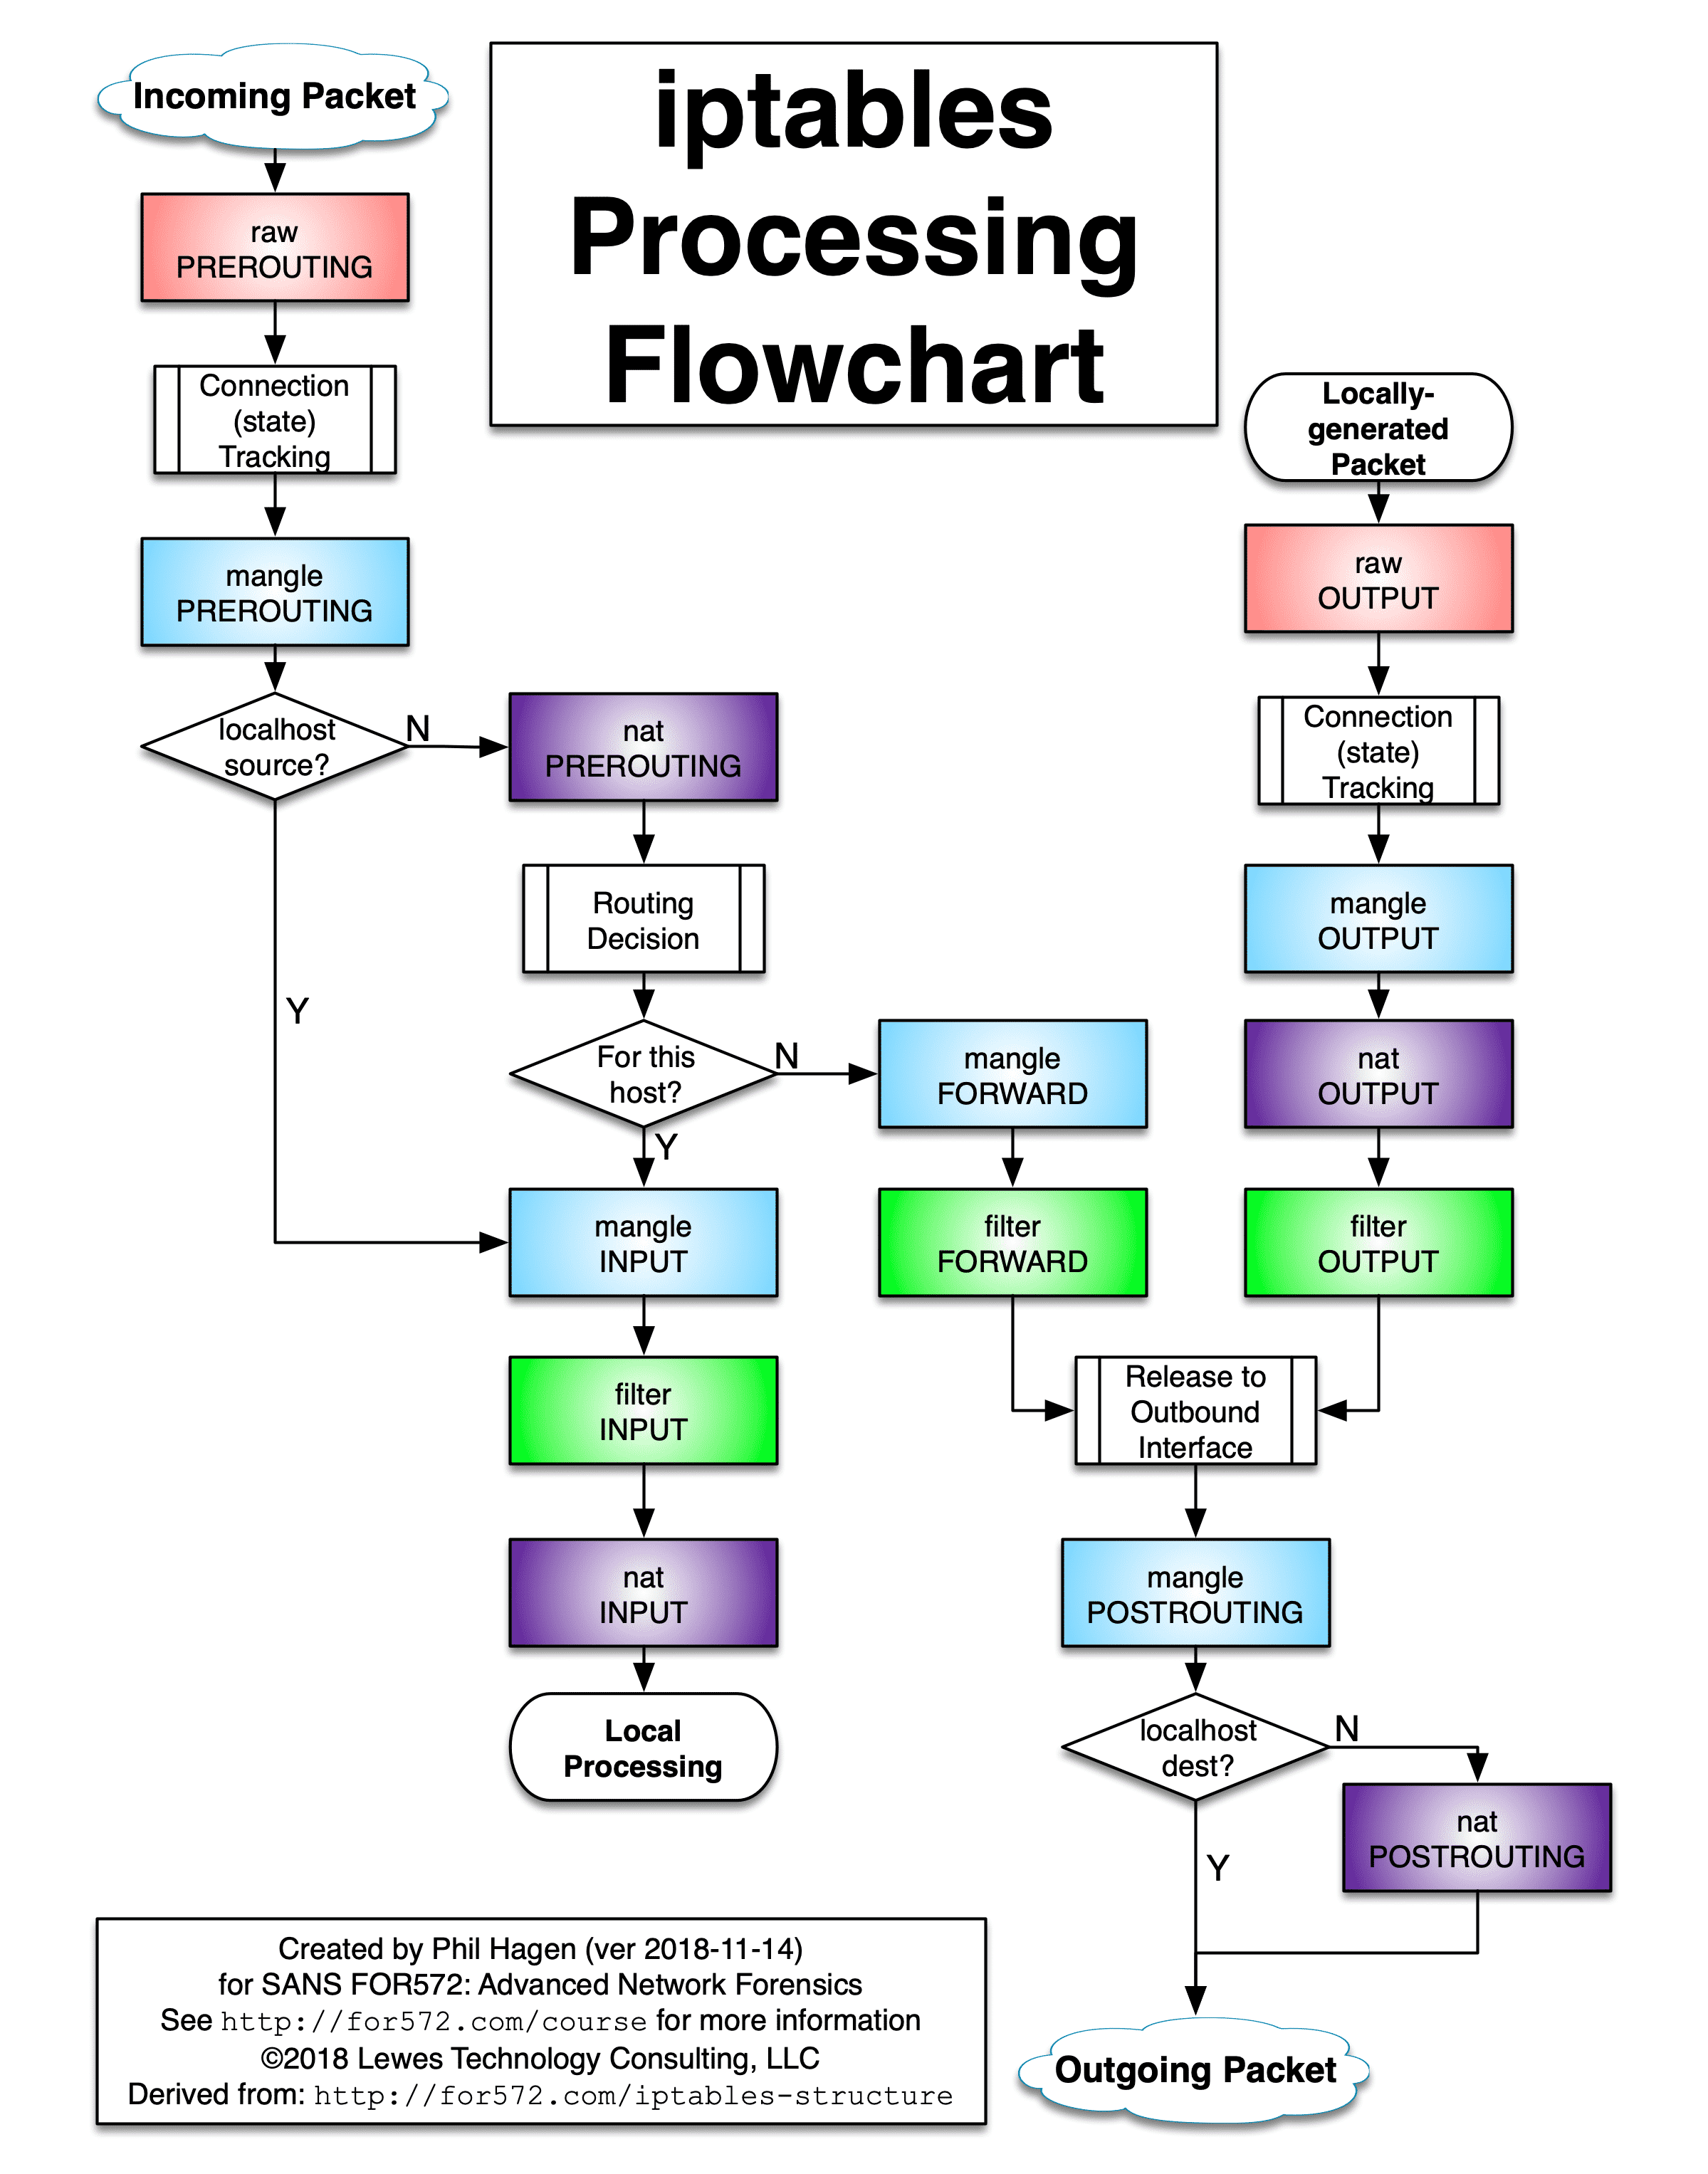 Incoming Packet
iptables
Processing
Flowchart
raw
PREROUTING
Connection
(state)
Tracking
mangle
PREROUTING
localhost
source?
N
Y
nat
PREROUTING
Routing
Decision
For this
host?
N
Y
mangle
FORWARD
filter
FORWARD
mangle
INPUT
filter
INPUT
nat
INPUT
Local
Processing
Locally-
generated
Packet
raw
OUTPUT
Connection
(state)
Tracking
mangle
OUTPUT
nat
OUTPUT
filter
OUTPUT
Release to
Outbound
Interface
mangle
POSTROUTING
localhost
dest?
N
Y
nat
POSTROUTING
Outgoing Packet
Created by Phil Hagen (ver 2018-11-14)
for SANS FOR572: Advanced Network Forensics
See http://for572.com/course for more information
©2018 Lewes Technology Consulting, LLC
Derived from: http://for572.com/iptables-structure